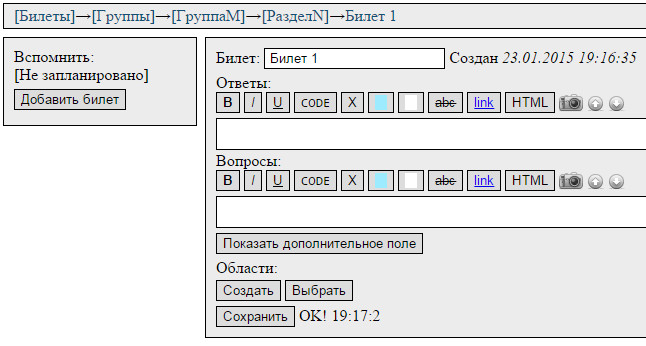 [Билеты]→[Группы]→[ГруппаМ]→[РазделN]→Билет 1
Вспомнить:
[Не запланировано]
Добавить билет
Билет: Билет 1 Создан 23.01.2015 19:16:35
Ответы:
B I U CODE X abc link HTML
Вопросы:
B I U CODE X abc link HTML
Показать дополнительное поле
Области:
Создать Выбрать
Сохранить OK! 19:17:2